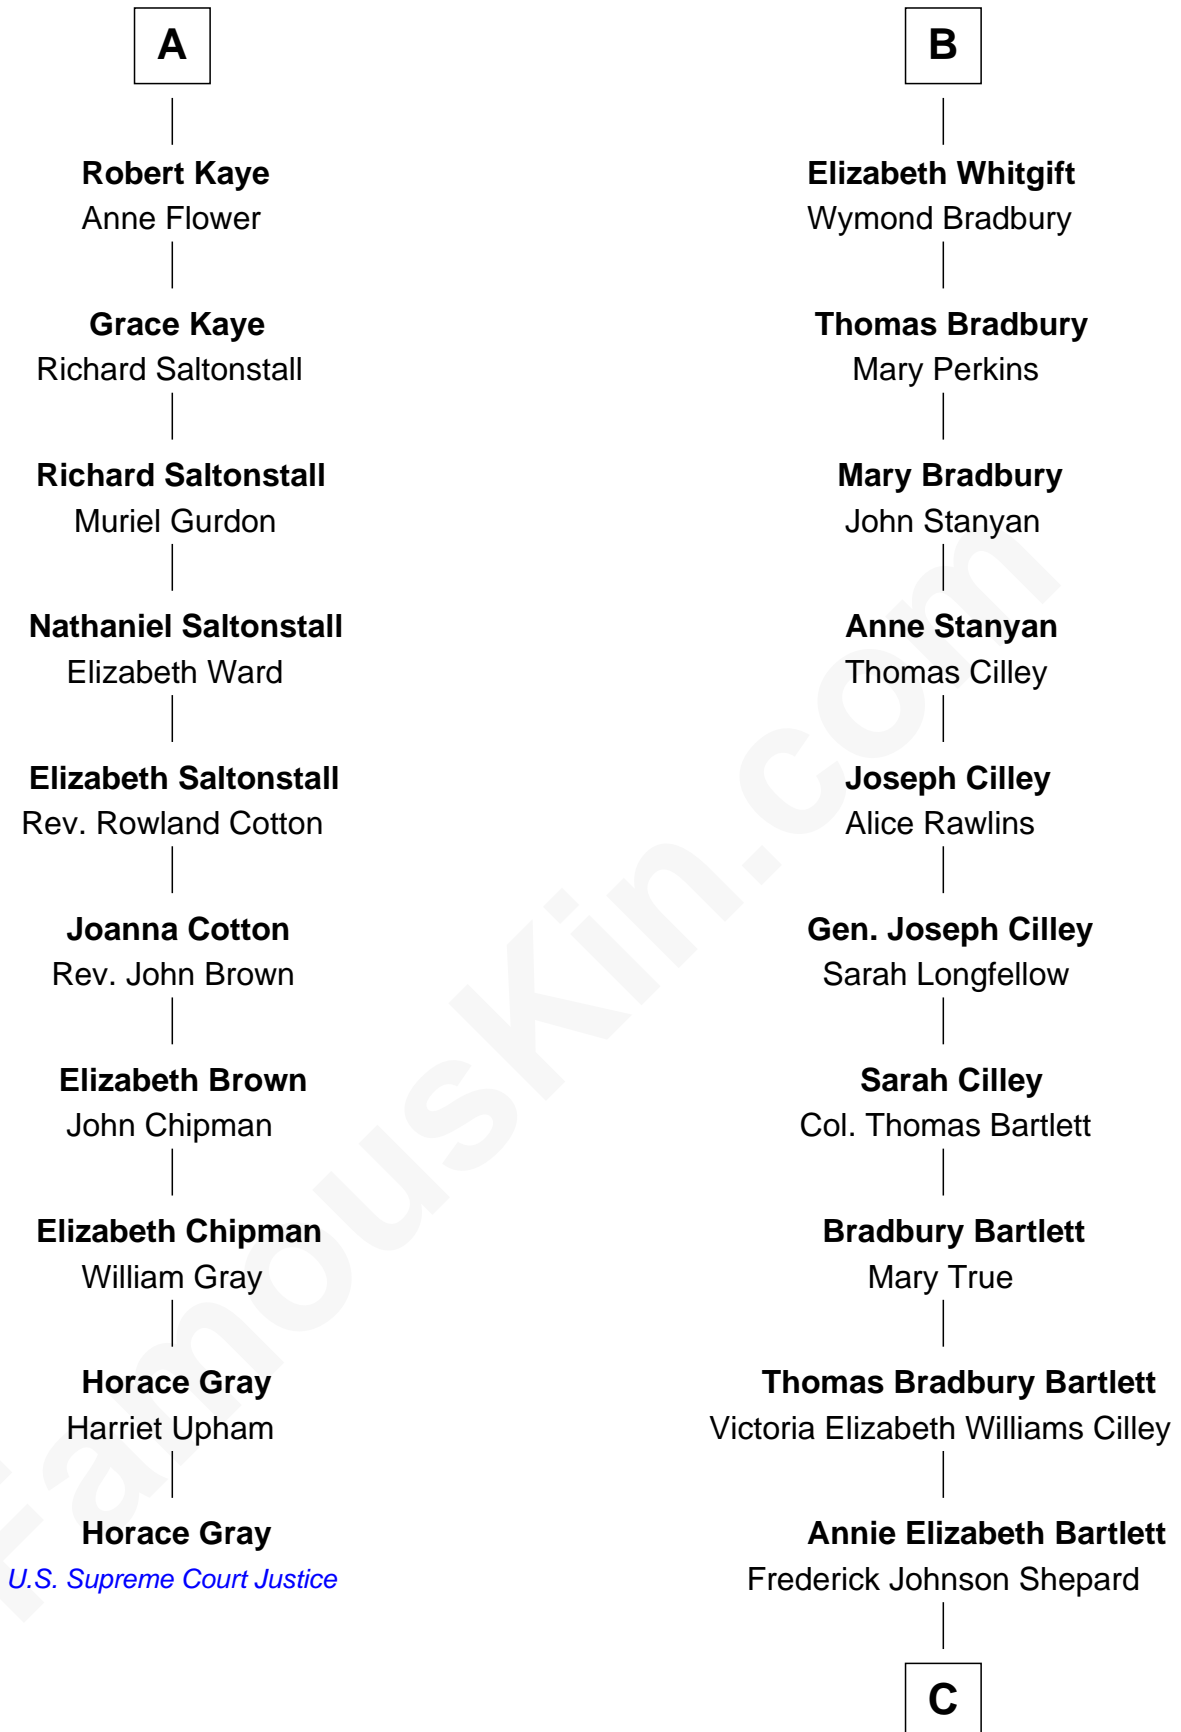 A
Robert Kaye
Anne Flower
Grace Kaye
Richard Saltonstall
Richard Saltonstall
Muriel Gurdon
Nathaniel Saltonstall
Elizabeth Ward
Elizabeth Saltonstall
Rev. Rowland Cotton
Joanna Cotton
Rev. John Brown
Elizabeth Brown
John Chipman
Elizabeth Chipman
William Gray
Horace Gray
Harriet Upham
Horace Gray
U.S. Supreme Court Justice
B
Elizabeth Whitgift
Wymond Bradbury
Thomas Bradbury
Mary Perkins
Mary Bradbury
John Stanyan
Anne Stanyan
Thomas Cilley
Joseph Cilley
Alice Rawlins
Gen. Joseph Cilley
Sarah Longfellow
Sarah Cilley
Col. Thomas Bartlett
Bradbury Bartlett
Mary True
Thomas Bradbury Bartlett
Victoria Elizabeth Williams Cilley
Annie Elizabeth Bartlett
Frederick Johnson Shepard
C
FamousKin.com